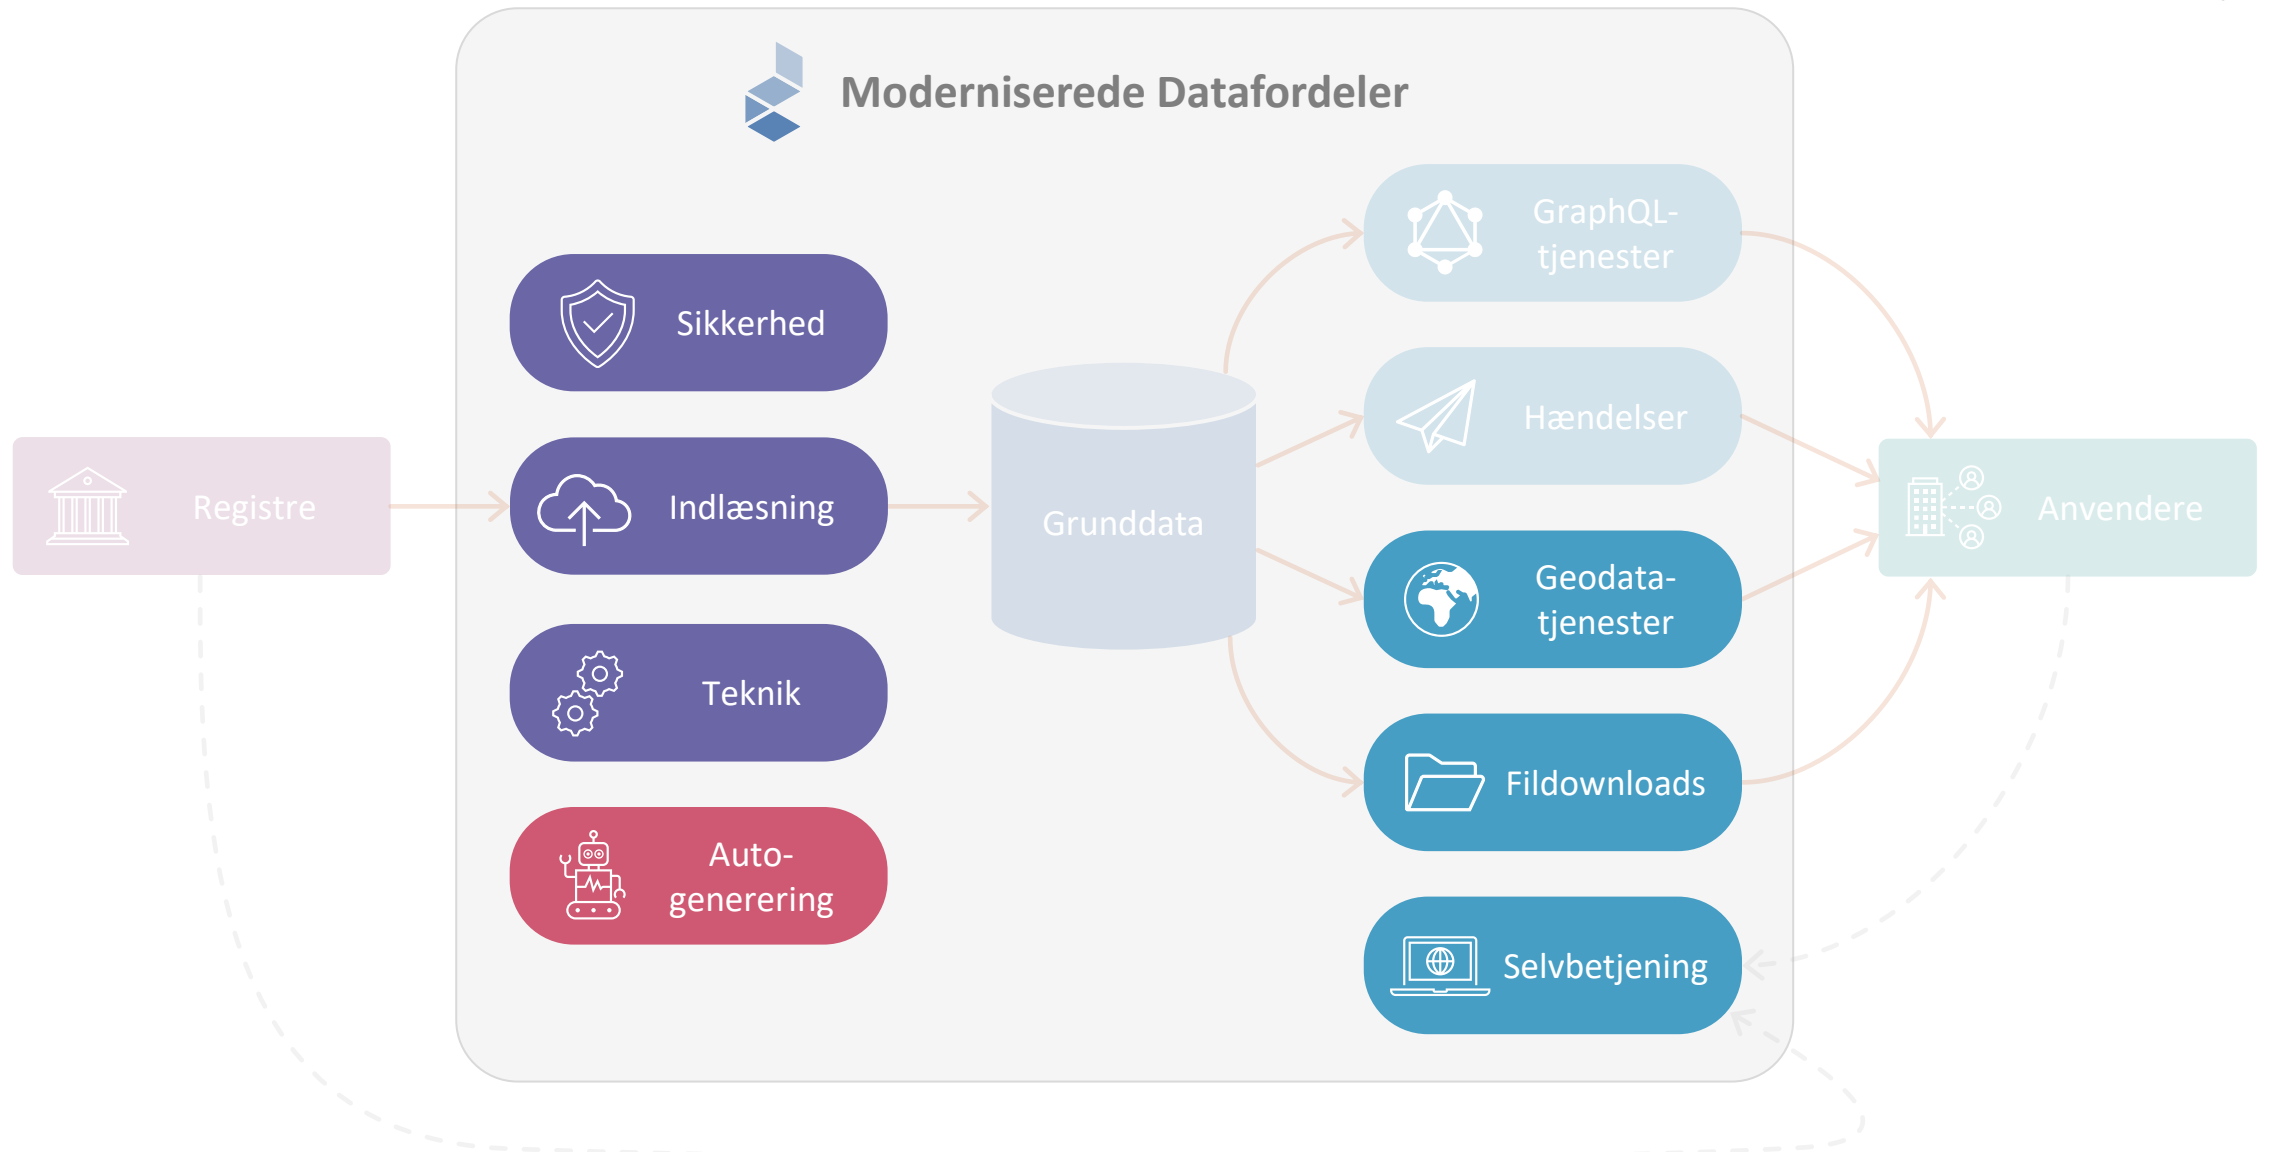 Moderniserede Datafordeler
Registre
Sikkerhed
Indlæsning
Teknik
Auto-
generering
Grunddata
GraphQL-
tjenester
Hændelser
Geodata-
tjenester
Fildownloads
Selvbetjening
Anvendere